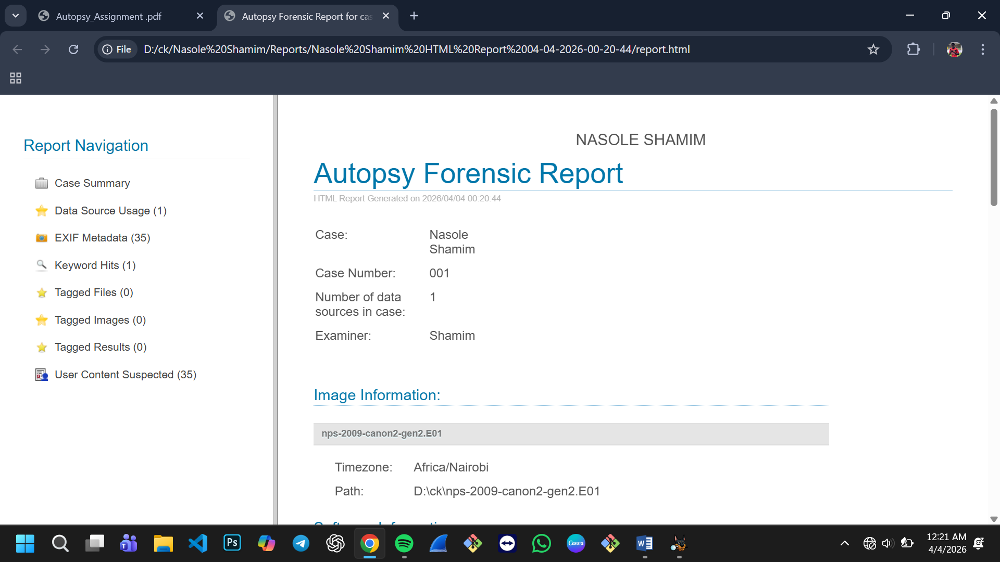 Autopsy_Assignment .pdf
Autopsy Forensic Report for cas
File
D:/ck/Nasole%20Shamim/Reports/Nasole%20Shamim%20HTML%20Report%2004-04-2026-00-20-44/report.html
Report Navigation
Case Summary
Data Source Usage (1)
EXIF Metadata (35)
Keyword Hits (1)
Tagged Files (0)
Tagged Images (0)
Tagged Results (0)
User Content Suspected (35)
NASOLE SHAMIM
Autopsy Forensic Report
HTML Report Generated on 2026/04/04 00:20:44
Case: Nasole
Shamim
Case Number: 001
Number of data 1
sources in case:
Examiner: Shamim
Image Information:
nps-2009-canon2-gen2.E01
Timezone: Africa/Nairobi
Path: D:\ck\nps-2009-canon2-gen2.E01
T
Ps
Canva
W
12:21 AM
4/4/2026